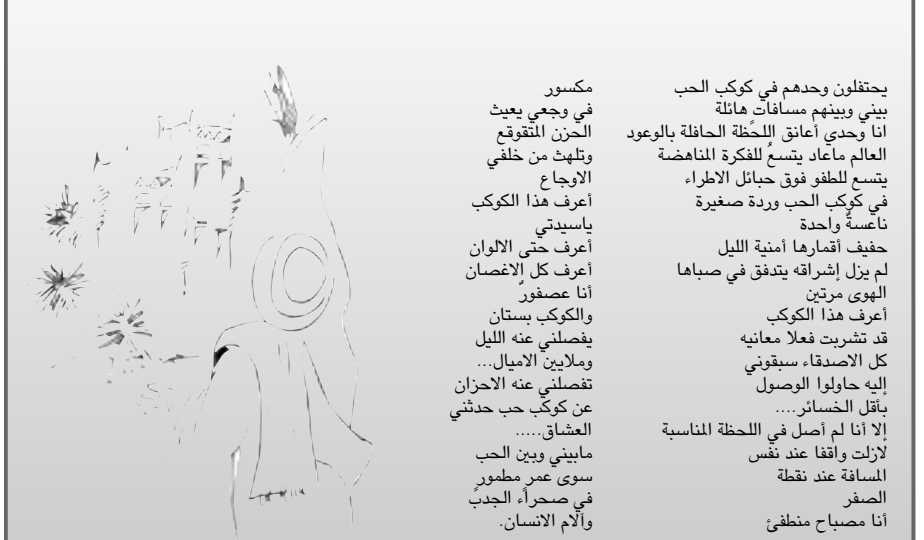 يحتفلون وحدهم في كوكب الحب
بيني وبينهم مسافات هائلة
انا وحدي أعانق اللحظة الحافلة بالوعود
العالم ماعاد يتسعُ للفكرة المناهضة
يتسع للطفو فوق حبائل الاطراء
في كوكب الحب وردة صغيرة
ناعسةٌ واحدة
حفيف أقمارها أمنية الليل
لم يزل إشراقه يتدفق في صباها
الهوى مرتين
أعرف هذا الكوكب
قد تشربت فعلا معانيه
كل الاصدقاء سبقوني
إليه حاولوا الوصول
بأقل الخسائر....
إلا أنا لم أصل في اللحظة المناسبة
لازلت واقفا عند نفس
المسافة عند نقطة
الصفر
أنا مصباح منطفئ
مكسور
في وجعي يعيث
الحزن المتقوقع
وتلهث من خلفي
الاوجاع
أعرف هذا الكوكب
ياسيدتي
أعرف حتى الالوان
أعرف كل الاغصان
أنا عصفورٌ
والكوكب بستان
يفصلني عنه الليل
وملايين الاميال...
تفصلني عنه الاحزان
عن كوكب حب حدثني
العشاق.....
مابيني وبين الحب
سوى عمرٍ مطمورٍ
في صحراء الجدبِ
وآلام الانسان.